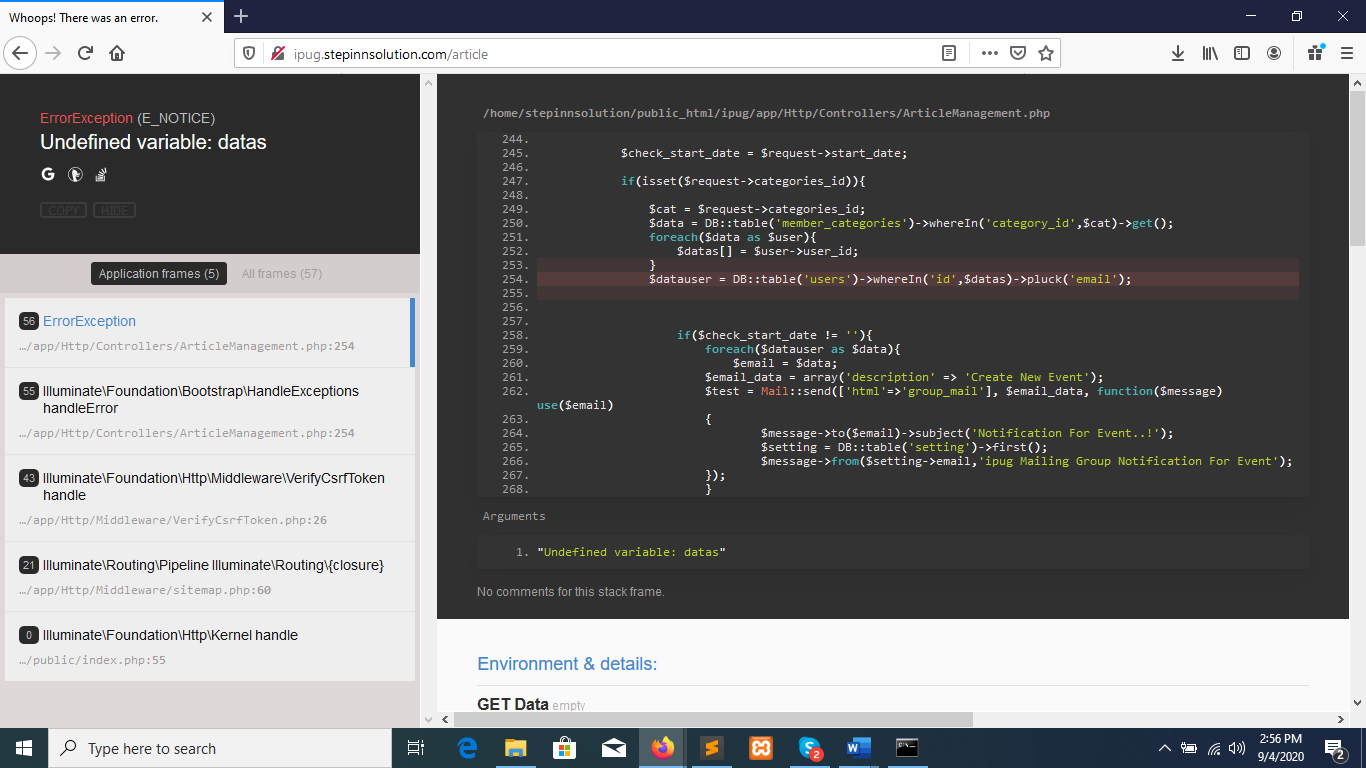 Whoops! There was an error.
ipug.stepinnsolution.com/article
ErrorException (E_NOTICE)
Undefined variable: datas
COPY HIDE
Application frames (5) All frames (57)
56 ErrorException
…/app/Http/Controllers/ArticleManagement.php:254
55 Illuminate\Foundation\Bootstrap\HandleExceptions
handleError
…/app/Http/Controllers/ArticleManagement.php:254
43 Illuminate\Foundation\Http\Middleware\VerifyCsrfToken
handle
…/app/Http/Middleware/VerifyCsrfToken.php:26
21 Illuminate\Routing\Pipeline Illuminate\Routing\{closure}
…/app/Http/Middleware/sitemap.php:60
0 Illuminate\Foundation\Http\Kernel handle
…/public/index.php:55
/home/stepinnsolution/public_html/ipug/app/Http/Controllers/ArticleManagement.php
244.
245. $check_start_date = $request->start_date;
246.
247. if(isset($request->categories_id)){
248.
249. $cat = $request->categories_id;
250. $data = DB::table('member_categories')->whereIn('category_id',$cat)->get();
251. foreach($data as $user){
252. $datas[] = $user->user_id;
253. }
254. $datauser = DB::table('users')->whereIn('id',$datas)->pluck('email');
255.
256.
257.
258. if($check_start_date != ''){
259. foreach($datauser as $data){
260. $email = $data;
261. $email_data = array('description' => 'Create New Event');
262. $test = Mail::send(['html'=>'group_mail'], $email_data, function($message)
use($email)
263. {
264. $message->to($email)->subject('Notification For Event..!');
265. $setting = DB::table('setting')->first();
266. $message->from($setting->email,'ipug Mailing Group Notification For Event');
267. });
268. }
Arguments
1. "Undefined variable: datas"
No comments for this stack frame.
Environment & details:
GET Data empty
Type here to search
2
2:56 PM
9/4/2020
2